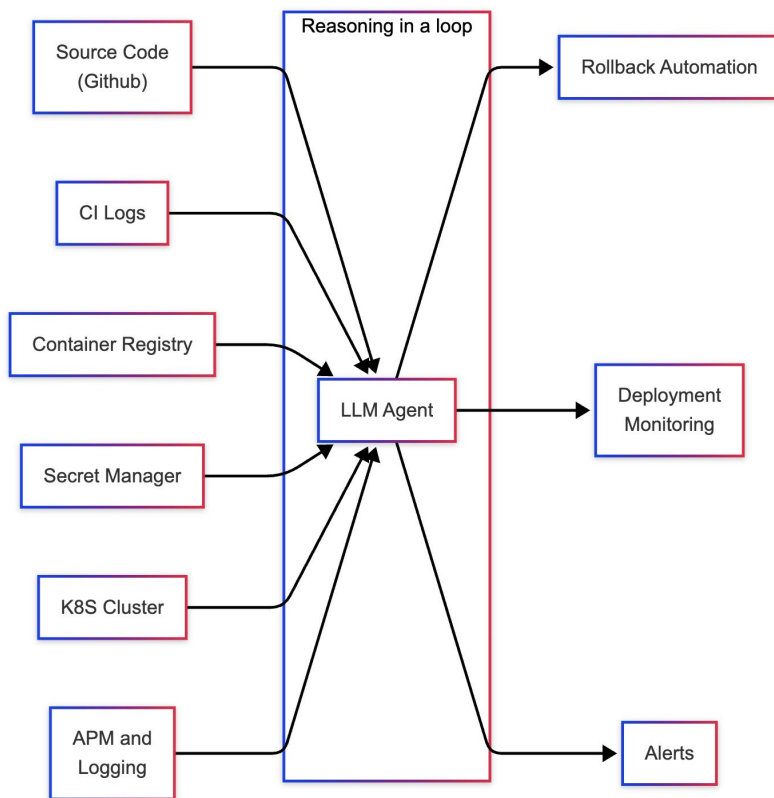 Reasoning in a loop
Source Code
(Github)
CI Logs
Container Registry
Secret Manager
K8S Cluster
APM and
Logging
LLM Agent
Rollback Automation
Deployment
Monitoring
Alerts